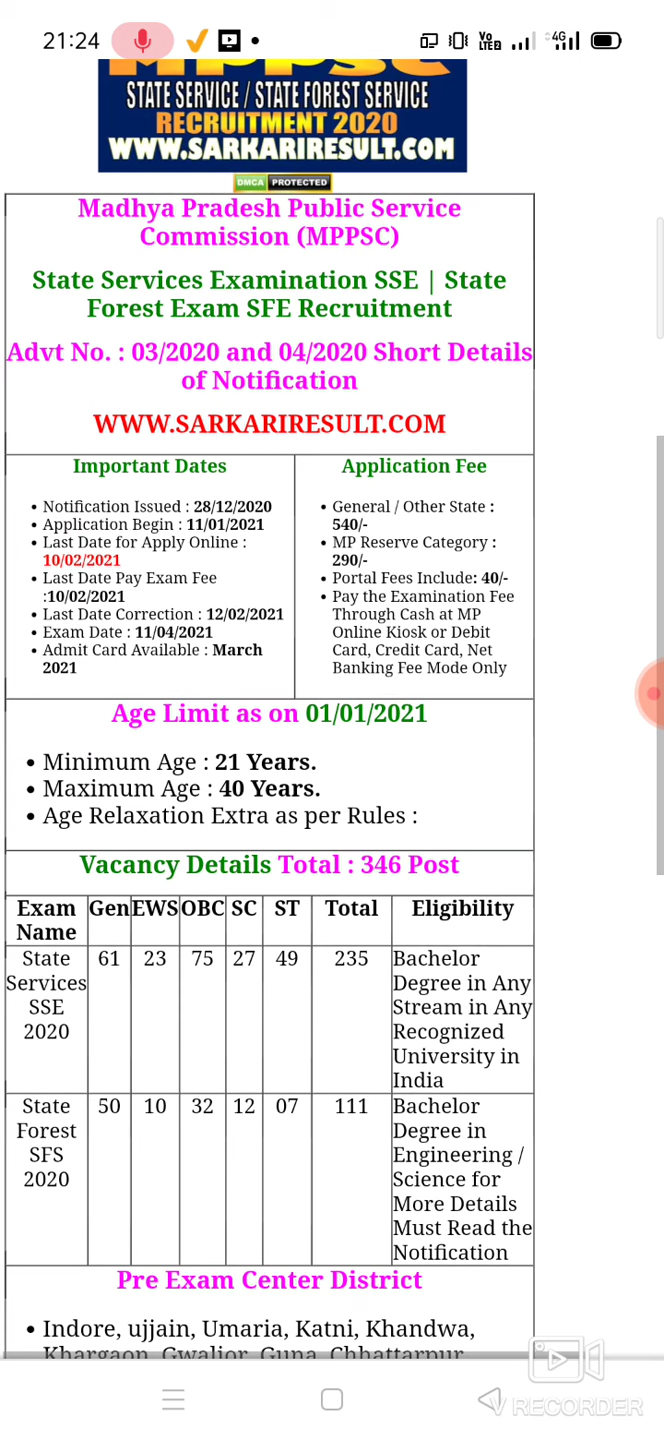 21:24
Vo
LTE2
4G
MPPSC
STATE SERVICE / STATE FOREST SERVICE
RECRUITMENT 2020
WWW.SARKARIRESULT.COM
DMCA PROTECTED
Madhya Pradesh Public Service
Commission (MPPSC)
State Services Examination SSE | State
Forest Exam SFE Recruitment
Advt No. : 03/2020 and 04/2020 Short Details
of Notification
WWW.SARKARIRESULT.COM
Important Dates
• Notification Issued : 28/12/2020
• Application Begin : 11/01/2021
• Last Date for Apply Online :
10/02/2021
• Last Date Pay Exam Fee
:10/02/2021
• Last Date Correction : 12/02/2021
• Exam Date : 11/04/2021
• Admit Card Available : March
2021
Application Fee
• General / Other State :
540/-
• MP Reserve Category :
290/-
• Portal Fees Include: 40/-
• Pay the Examination Fee
Through Cash at MP
Online Kiosk or Debit
Card, Credit Card, Net
Banking Fee Mode Only
Age Limit as on 01/01/2021
• Minimum Age : 21 Years.
• Maximum Age : 40 Years.
• Age Relaxation Extra as per Rules :
Vacancy Details Total : 346 Post
Exam Name Gen EWS OBC SC ST Total Eligibility
State Services SSE 2020 61 23 75 27 49 235 Bachelor
Degree in Any
Stream in Any
Recognized
University in
India
State Forest SFS 2020 50 10 32 12 07 111 Bachelor
Degree in
Engineering /
Science for
More Details
Must Read the
Notification
Pre Exam Center District
• Indore, ujjain, Umaria, Katni, Khandwa,
Khargaon, Gwalior, Guna, Chhattarpur,
V RECORDER